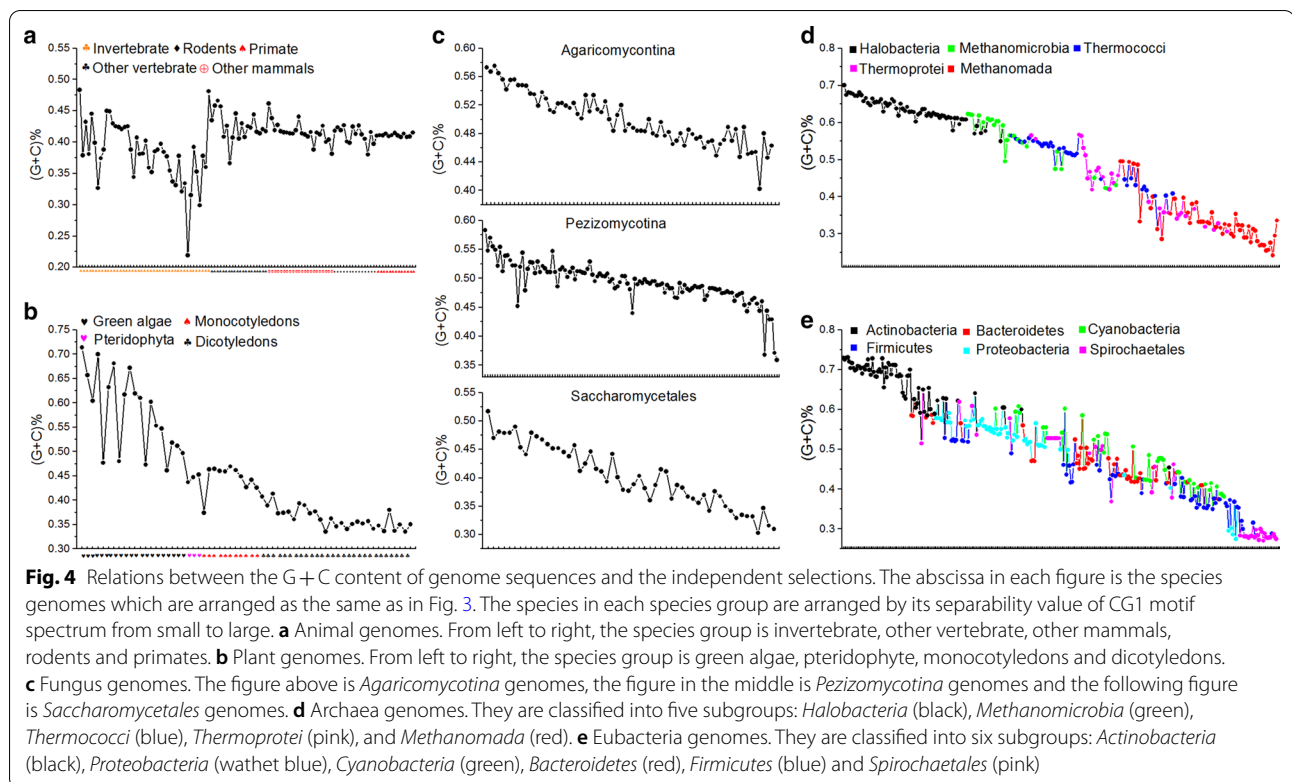 a
0.55
0.50
0.45
0.40
0.35
0.30
0.25
0.20
(G+C)%
Invertebrate Rodents Primate
Other vertebrate Other mammals
b
0.75
0.70
0.65
0.60
0.55
0.50
0.45
0.40
0.35
0.30
(G+C)%
Green algae Monocotyledons
Pteridophyta Dicotyledons
c
Agaricomycontina
0.60
0.56
0.52
0.48
0.44
0.40
(G+C)%
Pezizomycotina
0.60
0.55
0.50
0.45
0.40
0.35
Saccharomycetales
0.55
0.50
0.45
0.40
0.35
0.30
d
0.8
0.7
0.6
0.5
0.4
0.3
(G+C)%
Halobacteria Methanomicrobia Thermococci
Thermoprotei Methanomada
e
0.8
0.7
0.6
0.5
0.4
0.3
(G+C)%
Actinobacteria Bacteroidetes Cyanobacteria
Firmicutes Proteobacteria Spirochaetales
Fig. 4 Relations between the G+C content of genome sequences and the independent selections. The abscissa in each figure is the species
genomes which are arranged as the same as in Fig. 3. The species in each species group are arranged by its separability value of CG1 motif
spectrum from small to large. a Animal genomes. From left to right, the species group is invertebrate, other vertebrate, other mammals,
rodents and primates. b Plant genomes. From left to right, the species group is green algae, pteridophyte, monocotyledons and dicotyledons.
c Fungus genomes. The figure above is Agaricomycotina genomes, the figure in the middle is Pezizomycotina genomes and the following figure
is Saccharomycetales genomes. d Archaea genomes. They are classified into five subgroups: Halobacteria (black), Methanomicrobia (green),
Thermococci (blue), Thermoprotei (pink), and Methanomada (red). e Eubacteria genomes. They are classified into six subgroups: Actinobacteria
(black), Proteobacteria (wathet blue), Cyanobacteria (green), Bacteroidetes (red), Firmicutes (blue) and Spirochaetales (pink)